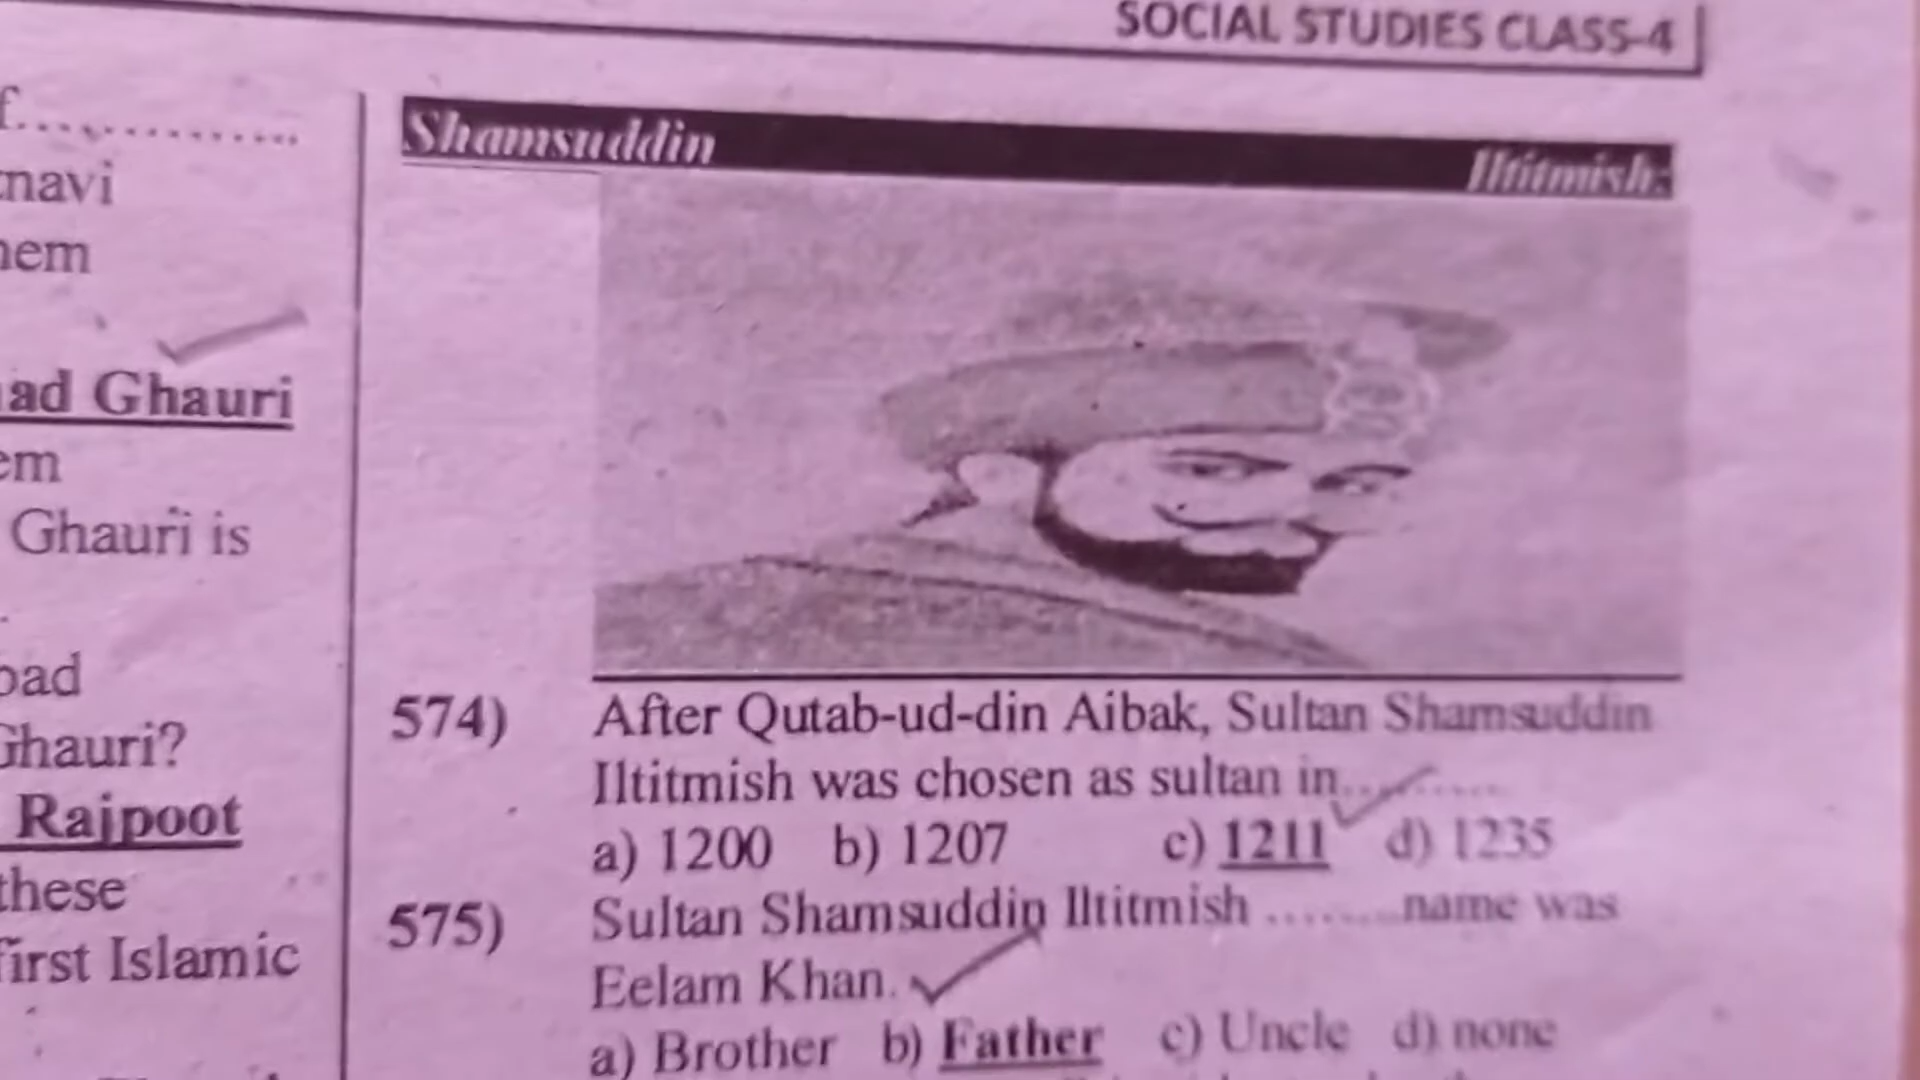 SOCIAL STUDIES CLASS-4
f..............
navi
nem
ad Ghauri
em
Ghauri is
.
bad
Ghauri?
Rajpoot
these
first Islamic
Shamsuddin Iltitmish:
574) After Qutab-ud-din Aibak, Sultan Shamsuddin
Iltitmish was chosen as sultan in...........
a) 1200 b) 1207 c) 1211 d) 1235
575) Sultan Shamsuddin Iltitmish .........name was
Eelam Khan.
a) Brother b) Father c) Uncle d) none